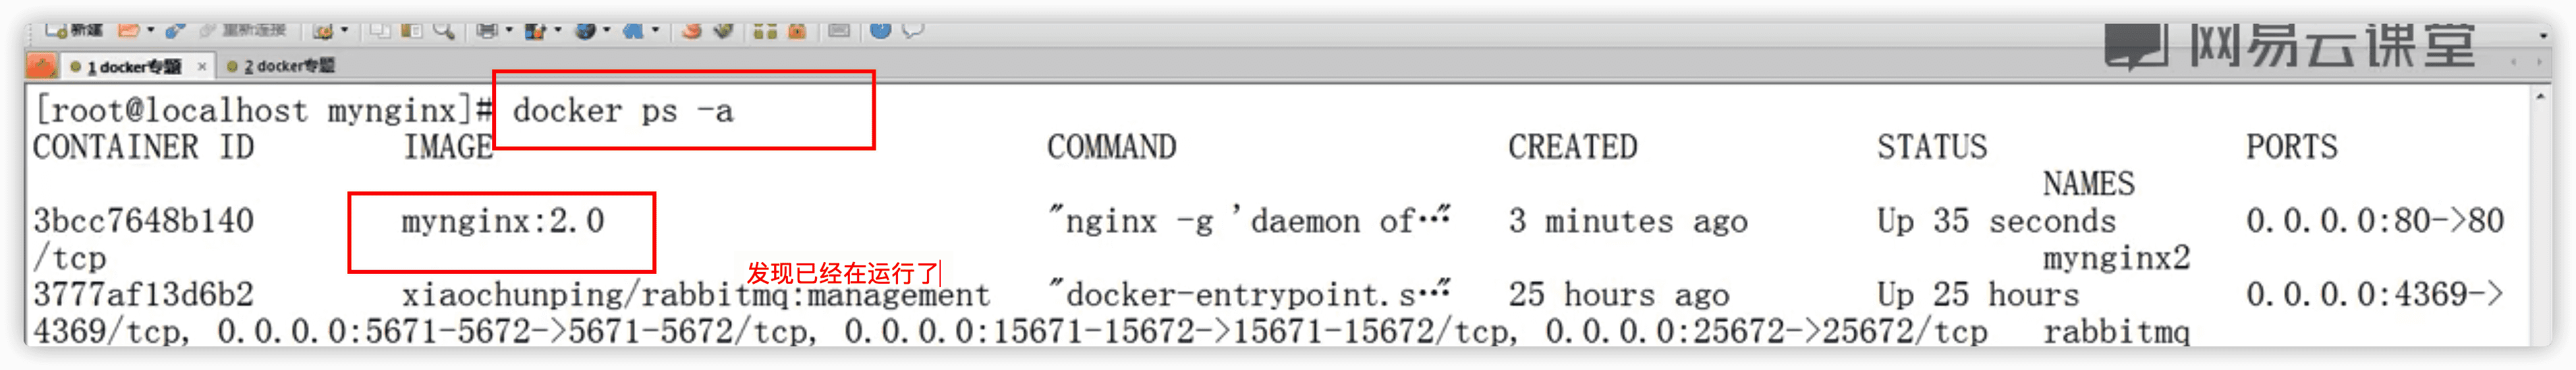 新建 重新连接
网易云课堂
1 docker专题 × 2 docker专题
[root@localhost mynginx]# docker ps -a
CONTAINER ID IMAGE COMMAND CREATED STATUS PORTS
NAMES
3bcc7648b140 mynginx:2.0 "nginx -g 'daemon of…" 3 minutes ago Up 35 seconds 0.0.0.0:80->80
/tcp mynginx2
发现已经在运行了
3777af13d6b2 xiaochunping/rabbitmq:management "docker-entrypoint.s…" 25 hours ago Up 25 hours 0.0.0.0:4369->
4369/tcp, 0.0.0.0:5671-5672->5671-5672/tcp, 0.0.0.0:15671-15672->15671-15672/tcp, 0.0.0.0:25672->25672/tcp rabbitmq